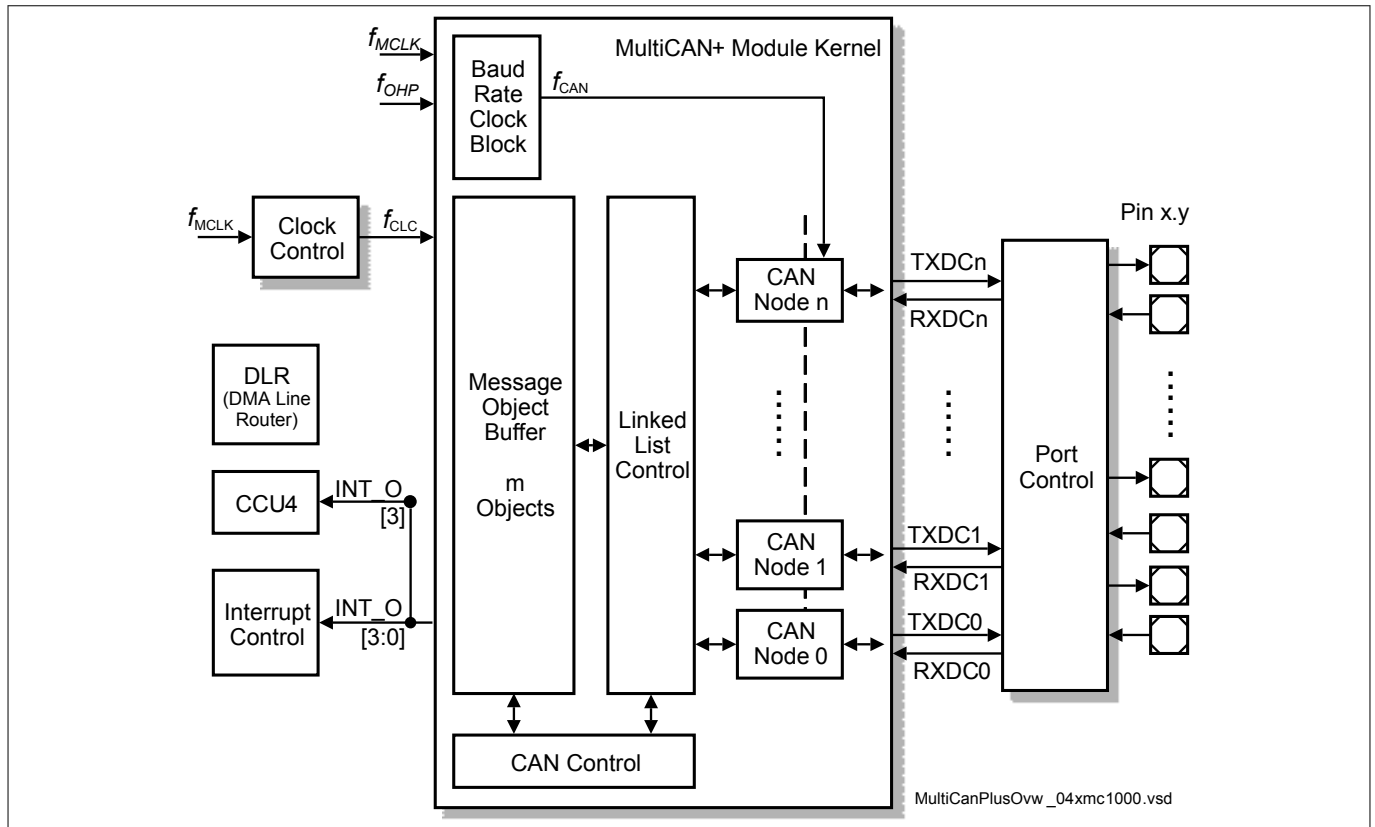 fMCLK
MultiCAN+ Module Kernel
fOHP
Baud
Rate
Clock
Block
fCAN
fMCLK
Clock
Control
fCLC
Pin x.y
CAN
Node n
TXDCn
RXDCn
DLR
(DMA Line
Router)
Message
Object
Buffer
m
Objects
Linked
List
Control
Port
Control
CCU4
INT_O
[3]
CAN
Node 1
TXDC1
RXDC1
Interrupt
Control
INT_O
[3:0]
CAN
Node 0
TXDC0
RXDC0
CAN Control
MultiCanPlusOvw_04xmc1000.vsd